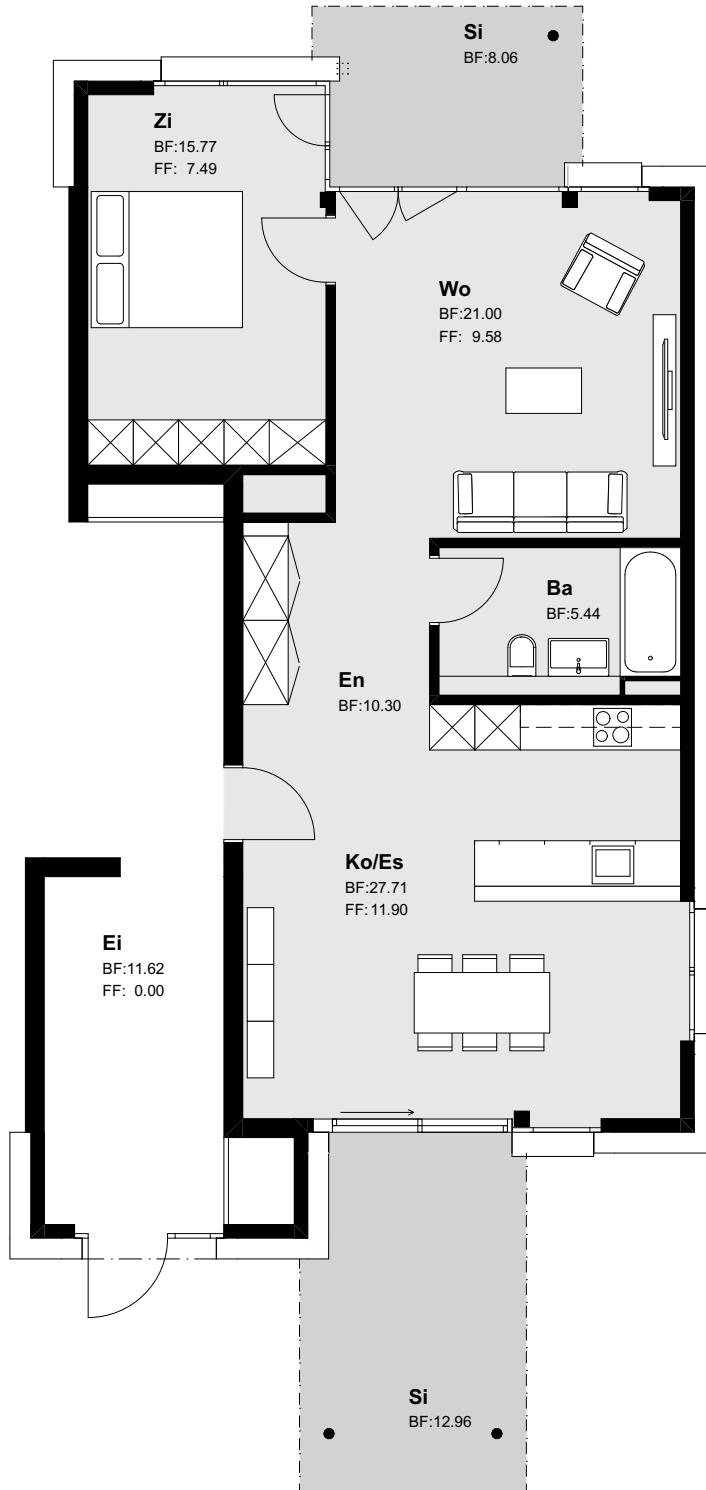 Si
BF:8.06
Zi
BF:15.77
FF: 7.49
Wo
BF:21.00
FF: 9.58
Ba
BF:5.44
En
BF:10.30
Ko/Es
BF:27.71
FF:11.90
Ei
BF:11.62
FF: 0.00
Si
BF:12.96